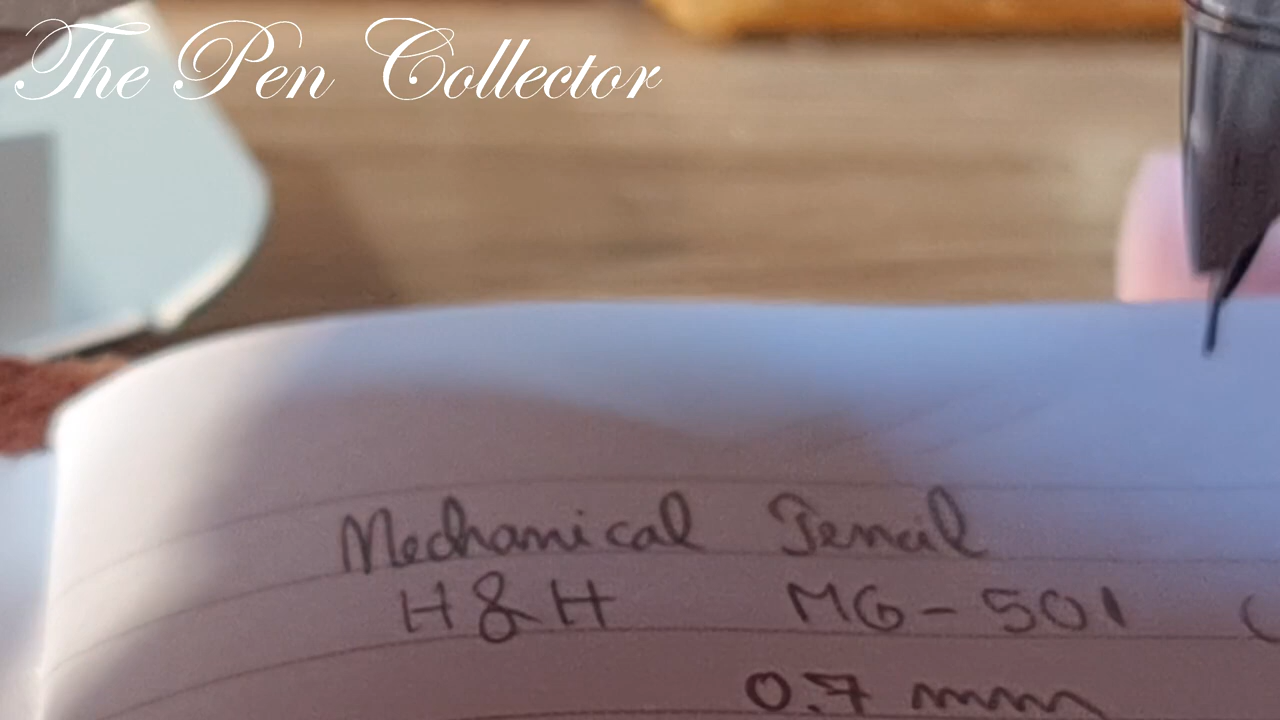 The Pen Collector
Mechanical Pencil
H&H MG-501 (
0.7 mm